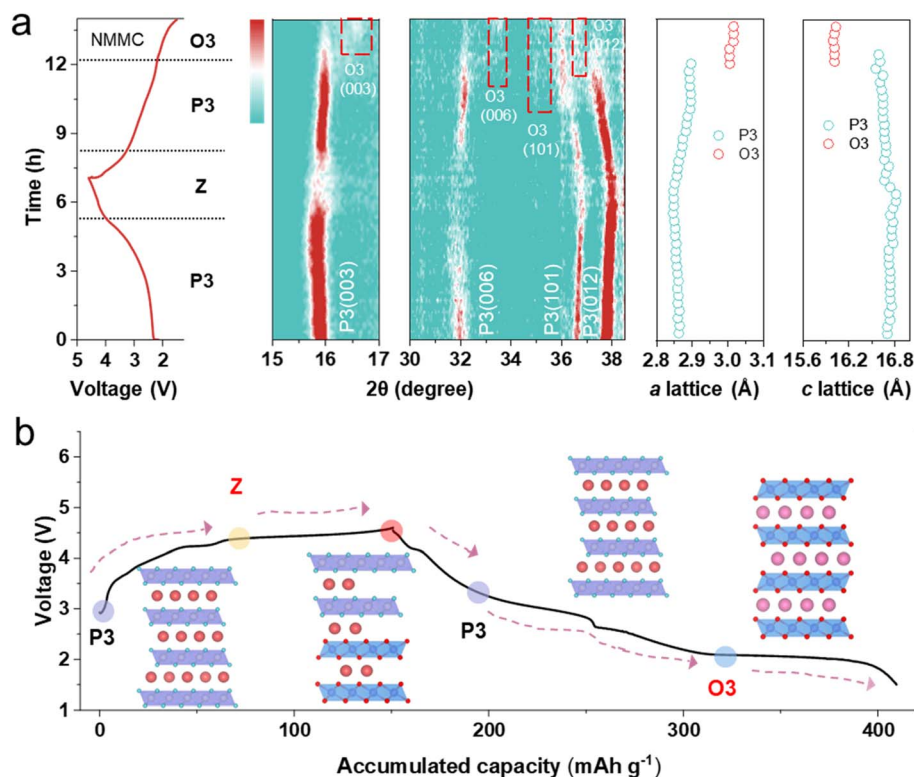 a
NMMC
O3
P3
Z
P3
12
9
6
3
0
Time (h)
5 4 3 2
Voltage (V)
O3
(003)
P3(003)
15 16 17
O3
(006)
O3
(101)
O3
(012)
P3(006)
P3(101)
P3(012)
30 32 34 36 38
2θ (degree)
P3
O3
2.8 2.9 3.0 3.1
a lattice (Å)
P3
O3
15.6 16.2 16.8
c lattice (Å)
b
6
5
4
3
2
1
Voltage (V)
Z
P3
P3
O3
0 100 200 300 400
Accumulated capacity (mAh g⁻¹)